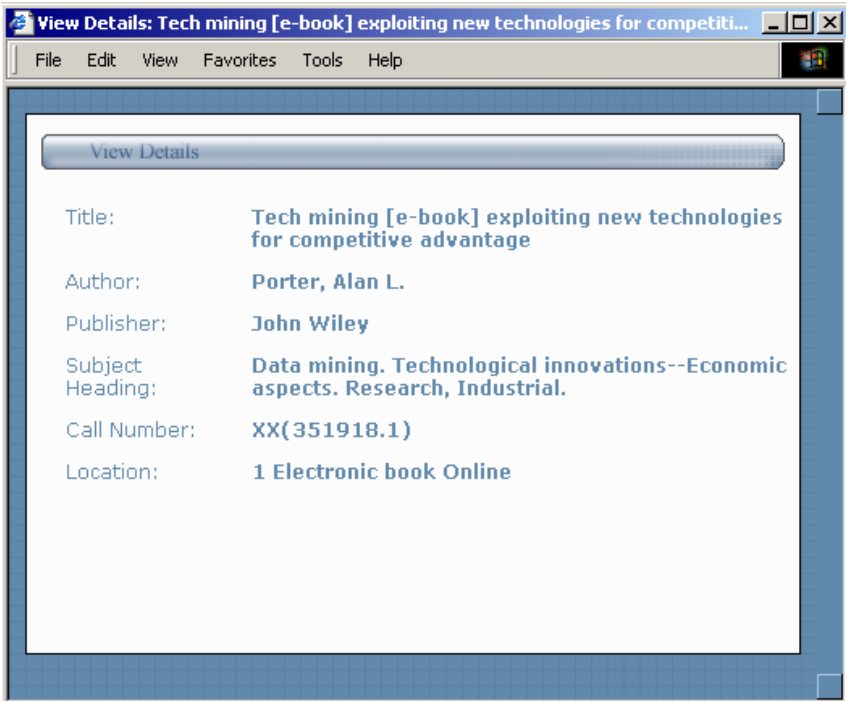 View Details: Tech mining [e-book] exploiting new technologies for competiti...
File Edit View Favorites Tools Help
View Details
Title: Tech mining [e-book] exploiting new technologies
for competitive advantage
Author: Porter, Alan L.
Publisher: John Wiley
Subject Data mining. Technological innovations--Economic
Heading: aspects. Research, Industrial.
Call Number: XX(351918.1)
Location: 1 Electronic book Online